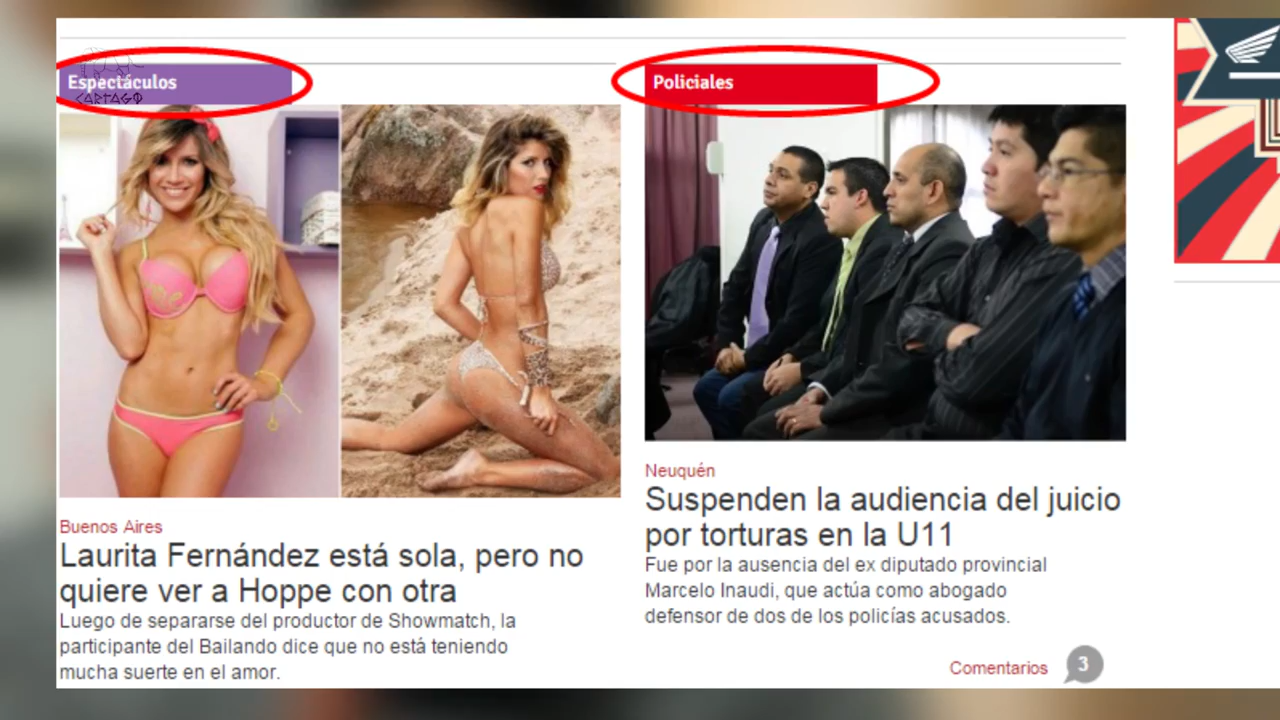 Espectáculos
CARTAGO
Buenos Aires
Laurita Fernández está sola, pero no
quiere ver a Hoppe con otra
Luego de separarse del productor de Showmatch, la
participante del Bailando dice que no está teniendo
mucha suerte en el amor.
Policiales
Neuquén
Suspenden la audiencia del juicio
por torturas en la U11
Fue por la ausencia del ex diputado provincial
Marcelo Inaudi, que actúa como abogado
defensor de dos de los policías acusados.
Comentarios 3